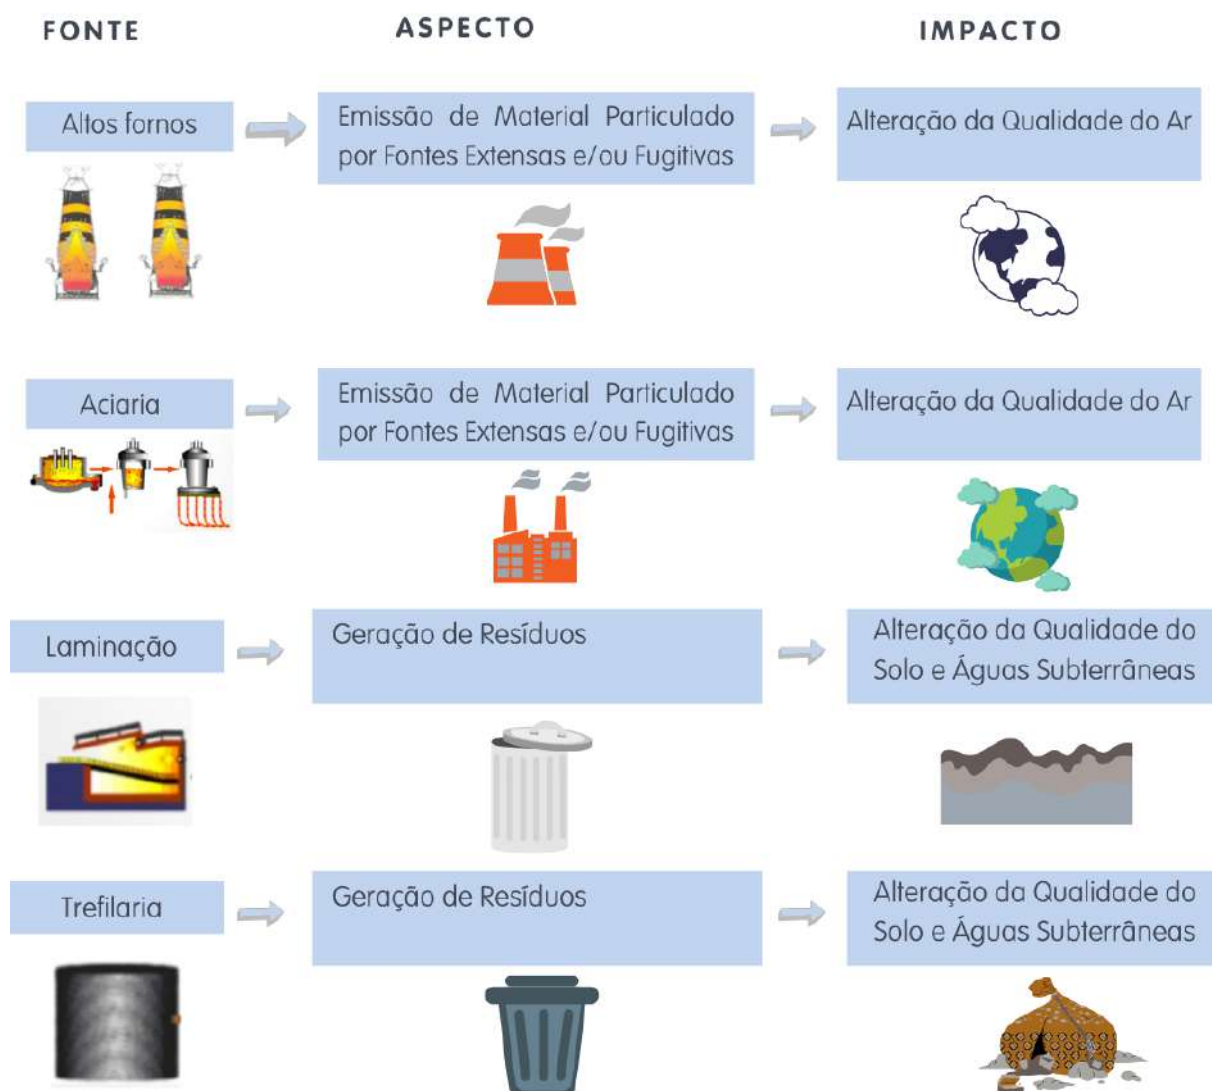 FONTE
ASPECTO
IMPACTO
Altos fornos
Emissão de Material Particulado
por Fontes Extensas e/ou Fugitivas
Alteração da Qualidade do Ar
Aciaria
Emissão de Material Particulado
por Fontes Extensas e/ou Fugitivas
Alteração da Qualidade do Ar
Laminação
Geração de Resíduos
Alteração da Qualidade do
Solo e Águas Subterrâneas
Trefilaria
Geração de Resíduos
Alteração da Qualidade do
Solo e Águas Subterrâneas